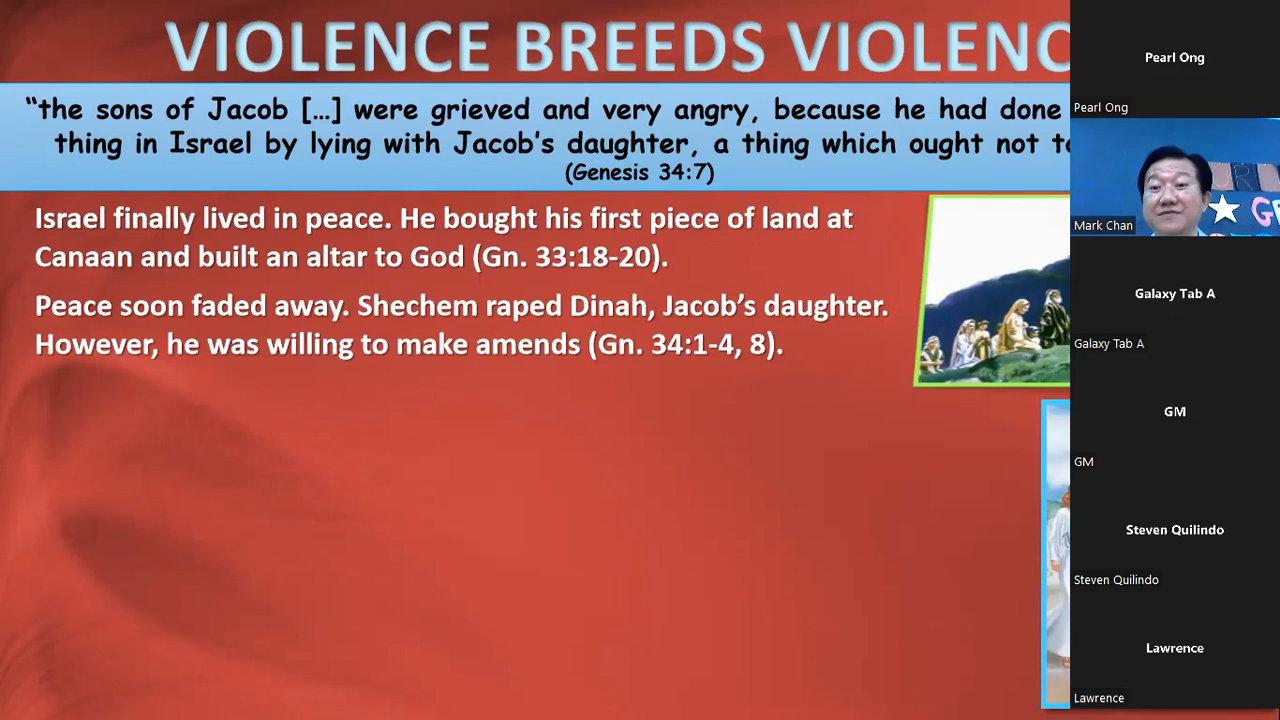 VIOLENCE BREEDS VIOLENC
“the sons of Jacob [...] were grieved and very angry, because he had done
thing in Israel by lying with Jacob’s daughter, a thing which ought not to
(Genesis 34:7)
Israel finally lived in peace. He bought his first piece of land at
Canaan and built an altar to God (Gn. 33:18-20).
Peace soon faded away. Shechem raped Dinah, Jacob’s daughter.
However, he was willing to make amends (Gn. 34:1-4, 8).
Pearl Ong
Pearl Ong
Mark Chan
Galaxy Tab A
Galaxy Tab A
GM
GM
Steven Quilindo
Steven Quilindo
Lawrence
Lawrence